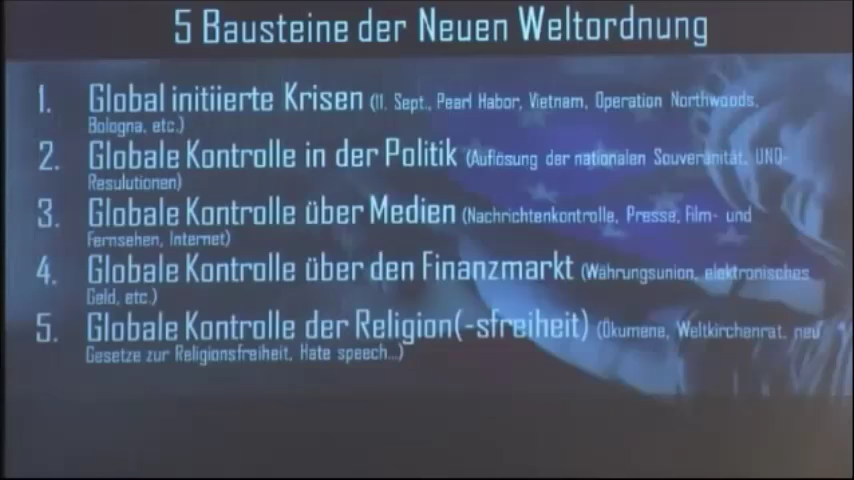 5 Bausteine der Neuen Weltordnung
1. Global initiierte Krisen (11. Sept., Pearl Habor, Vietnam, Operation Northwoods,
Bologna, etc.)
2. Globale Kontrolle in der Politik (Auflösung der nationalen Souveränität, UNO-
Resulutionen)
3. Globale Kontrolle über Medien (Nachrichtenkontrolle, Presse, Film- und
Fernsehen, Internet)
4. Globale Kontrolle über den Finanzmarkt (Währungsunion, elektronisches
Geld, etc.)
5. Globale Kontrolle der Religion(-sfreiheit) (Ökumene, Weltkirchenrat, neu
Gesetze zur Religionsfreiheit, Hate speech...)